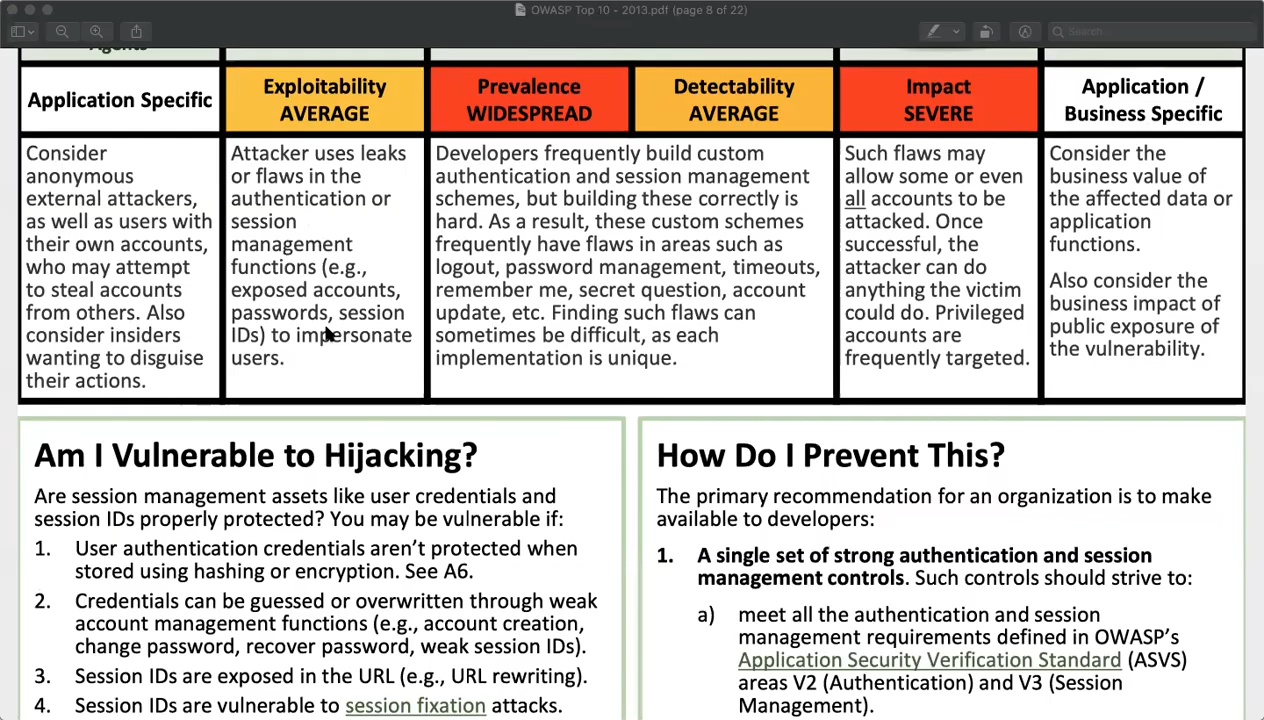 OWASP Top 10 - 2013.pdf (page 8 of 22)
Search
Agents
Application Specific
Exploitability
AVERAGE
Prevalence
WIDESPREAD
Detectability
AVERAGE
Impact
SEVERE
Application /
Business Specific
Consider
anonymous
external attackers,
as well as users with
their own accounts,
who may attempt
to steal accounts
from others. Also
consider insiders
wanting to disguise
their actions.
Attacker uses leaks
or flaws in the
authentication or
session
management
functions (e.g.,
exposed accounts,
passwords, session
IDs) to impersonate
users.
Developers frequently build custom
authentication and session management
schemes, but building these correctly is
hard. As a result, these custom schemes
frequently have flaws in areas such as
logout, password management, timeouts,
remember me, secret question, account
update, etc. Finding such flaws can
sometimes be difficult, as each
implementation is unique.
Such flaws may
allow some or even
all accounts to be
attacked. Once
successful, the
attacker can do
anything the victim
could do. Privileged
accounts are
frequently targeted.
Consider the
business value of
the affected data or
application
functions.
Also consider the
business impact of
public exposure of
the vulnerability.
Am I Vulnerable to Hijacking?
Are session management assets like user credentials and
session IDs properly protected? You may be vulnerable if:
1. User authentication credentials aren’t protected when
stored using hashing or encryption. See A6.
2. Credentials can be guessed or overwritten through weak
account management functions (e.g., account creation,
change password, recover password, weak session IDs).
3. Session IDs are exposed in the URL (e.g., URL rewriting).
4. Session IDs are vulnerable to session fixation attacks.
How Do I Prevent This?
The primary recommendation for an organization is to make
available to developers:
1. A single set of strong authentication and session
management controls. Such controls should strive to:
a) meet all the authentication and session
management requirements defined in OWASP’s
Application Security Verification Standard (ASVS)
areas V2 (Authentication) and V3 (Session
Management).